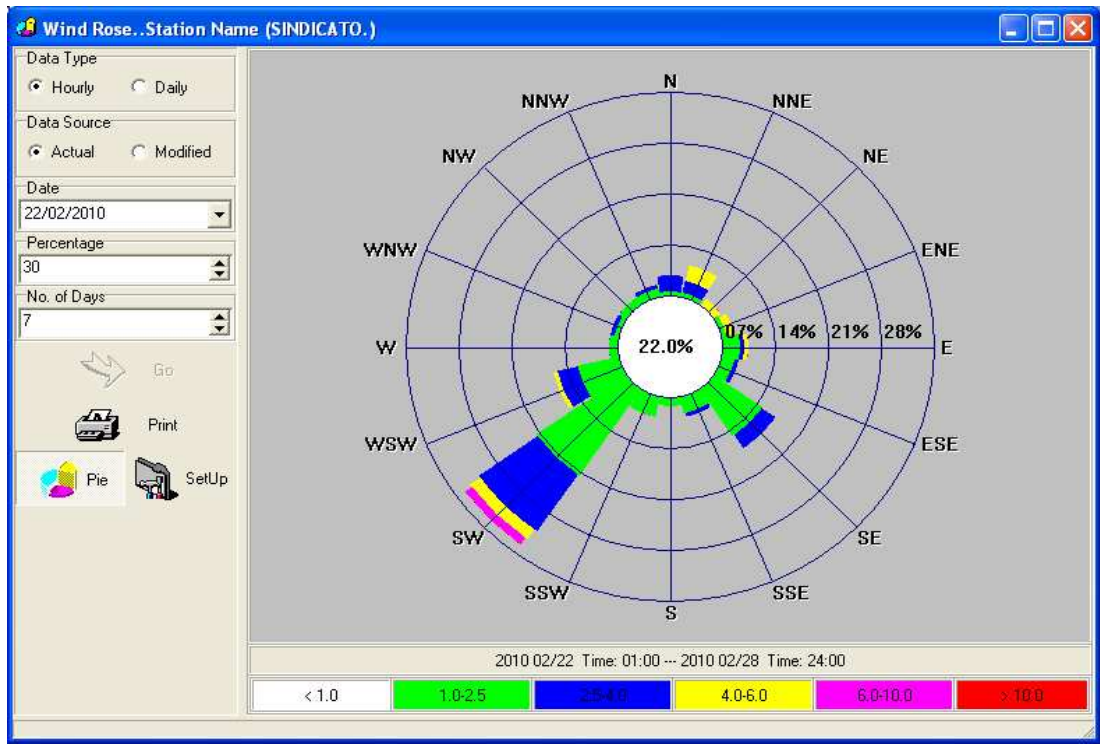 Wind Rose..Station Name (SINDICATO.)
Data Type
Hourly Daily
Data Source
Actual Modified
Date
22/02/2010
Percentage
30
No. of Days
7
Go
Print
Pie SetUp
N
NNW NNE
NW NE
WNW ENE
W 22.0% 07% 14% 21% 28% E
WSW ESE
SW SE
SSW SSE
S
2010 02/22 Time: 01:00 --- 2010 02/28 Time: 24:00
< 1.0 1.0-2.5 2.5-4.0 4.0-6.0 6.0-10.0 > 10.0